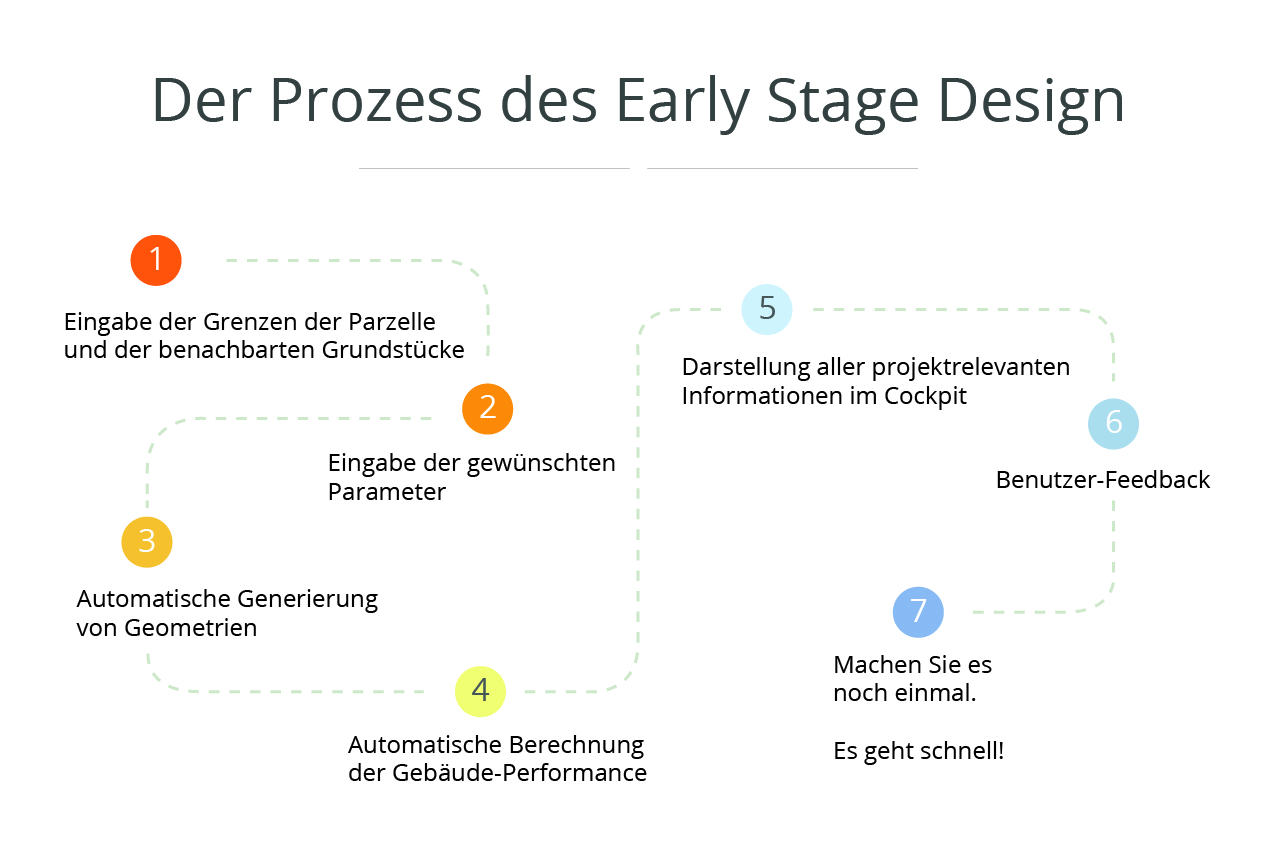 Der Prozess des Early Stage Design
1
Eingabe der Grenzen der Parzelle
und der benachbarten Grundstücke
2
Eingabe der gewünschten
Parameter
3
Automatische Generierung
von Geometrien
4
Automatische Berechnung
der Gebäude-Performance
5
Darstellung aller projektrelevanten
Informationen im Cockpit
6
Benutzer-Feedback
7
Machen Sie es
noch einmal.
Es geht schnell!